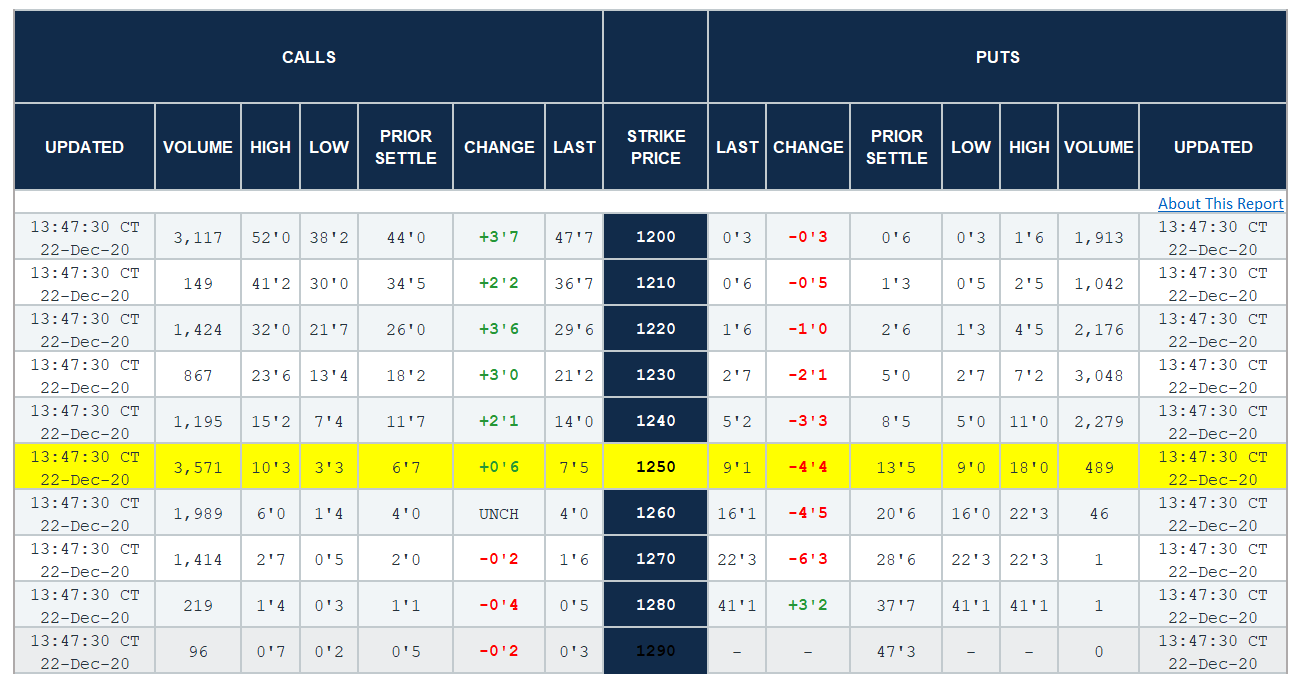 CALLS PUTS
UPDATED VOLUME HIGH LOW PRIOR SETTLE CHANGE LAST STRIKE PRICE LAST CHANGE PRIOR SETTLE LOW HIGH VOLUME UPDATED
About This Report
13:47:30 CT 22-Dec-20 3,117 52'0 38'2 44'0 +3'7 47'7 1200 0'3 -0'3 0'6 0'3 1'6 1,913 13:47:30 CT 22-Dec-20
13:47:30 CT 22-Dec-20 149 41'2 30'0 34'5 +2'2 36'7 1210 0'6 -0'5 1'3 0'5 2'5 1,042 13:47:30 CT 22-Dec-20
13:47:30 CT 22-Dec-20 1,424 32'0 21'7 26'0 +3'6 29'6 1220 1'6 -1'0 2'6 1'3 4'5 2,176 13:47:30 CT 22-Dec-20
13:47:30 CT 22-Dec-20 867 23'6 13'4 18'2 +3'0 21'2 1230 2'7 -2'1 5'0 2'7 7'2 3,048 13:47:30 CT 22-Dec-20
13:47:30 CT 22-Dec-20 1,195 15'2 7'4 11'7 +2'1 14'0 1240 5'2 -3'3 8'5 5'0 11'0 2,279 13:47:30 CT 22-Dec-20
13:47:30 CT 22-Dec-20 3,571 10'3 3'3 6'7 +0'6 7'5 1250 9'1 -4'4 13'5 9'0 18'0 489 13:47:30 CT 22-Dec-20
13:47:30 CT 22-Dec-20 1,989 6'0 1'4 4'0 UNCH 4'0 1260 16'1 -4'5 20'6 16'0 22'3 46 13:47:30 CT 22-Dec-20
13:47:30 CT 22-Dec-20 1,414 2'7 0'5 2'0 -0'2 1'6 1270 22'3 -6'3 28'6 22'3 22'3 1 13:47:30 CT 22-Dec-20
13:47:30 CT 22-Dec-20 219 1'4 0'3 1'1 -0'4 0'5 1280 41'1 +3'2 37'7 41'1 41'1 1 13:47:30 CT 22-Dec-20
13:47:30 CT 22-Dec-20 96 0'7 0'2 0'5 -0'2 0'3 1290 - - 47'3 - - 0 13:47:30 CT 22-Dec-20